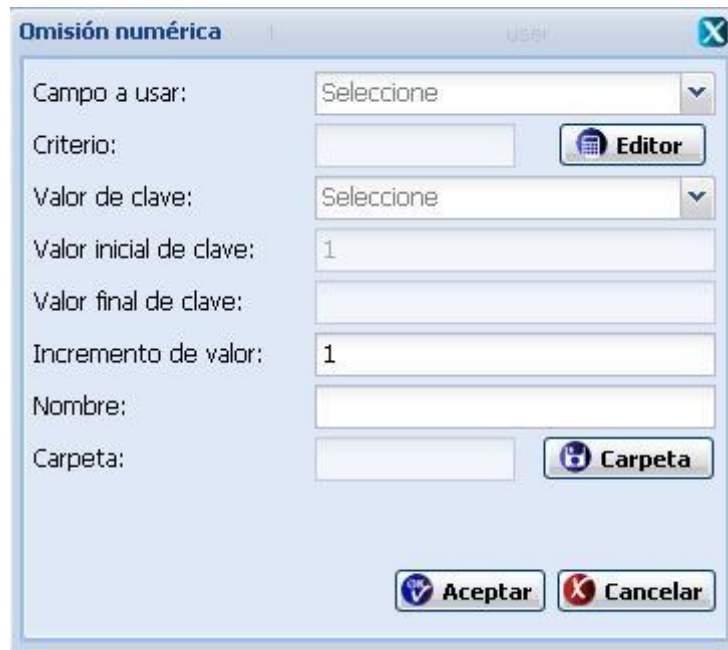 Omisión numérica user
Campo a usar: Seleccione
Criterio: Editor
Valor de clave: Seleccione
Valor inicial de clave: 1
Valor final de clave:
Incremento de valor: 1
Nombre:
Carpeta: Carpeta
Aceptar Cancelar